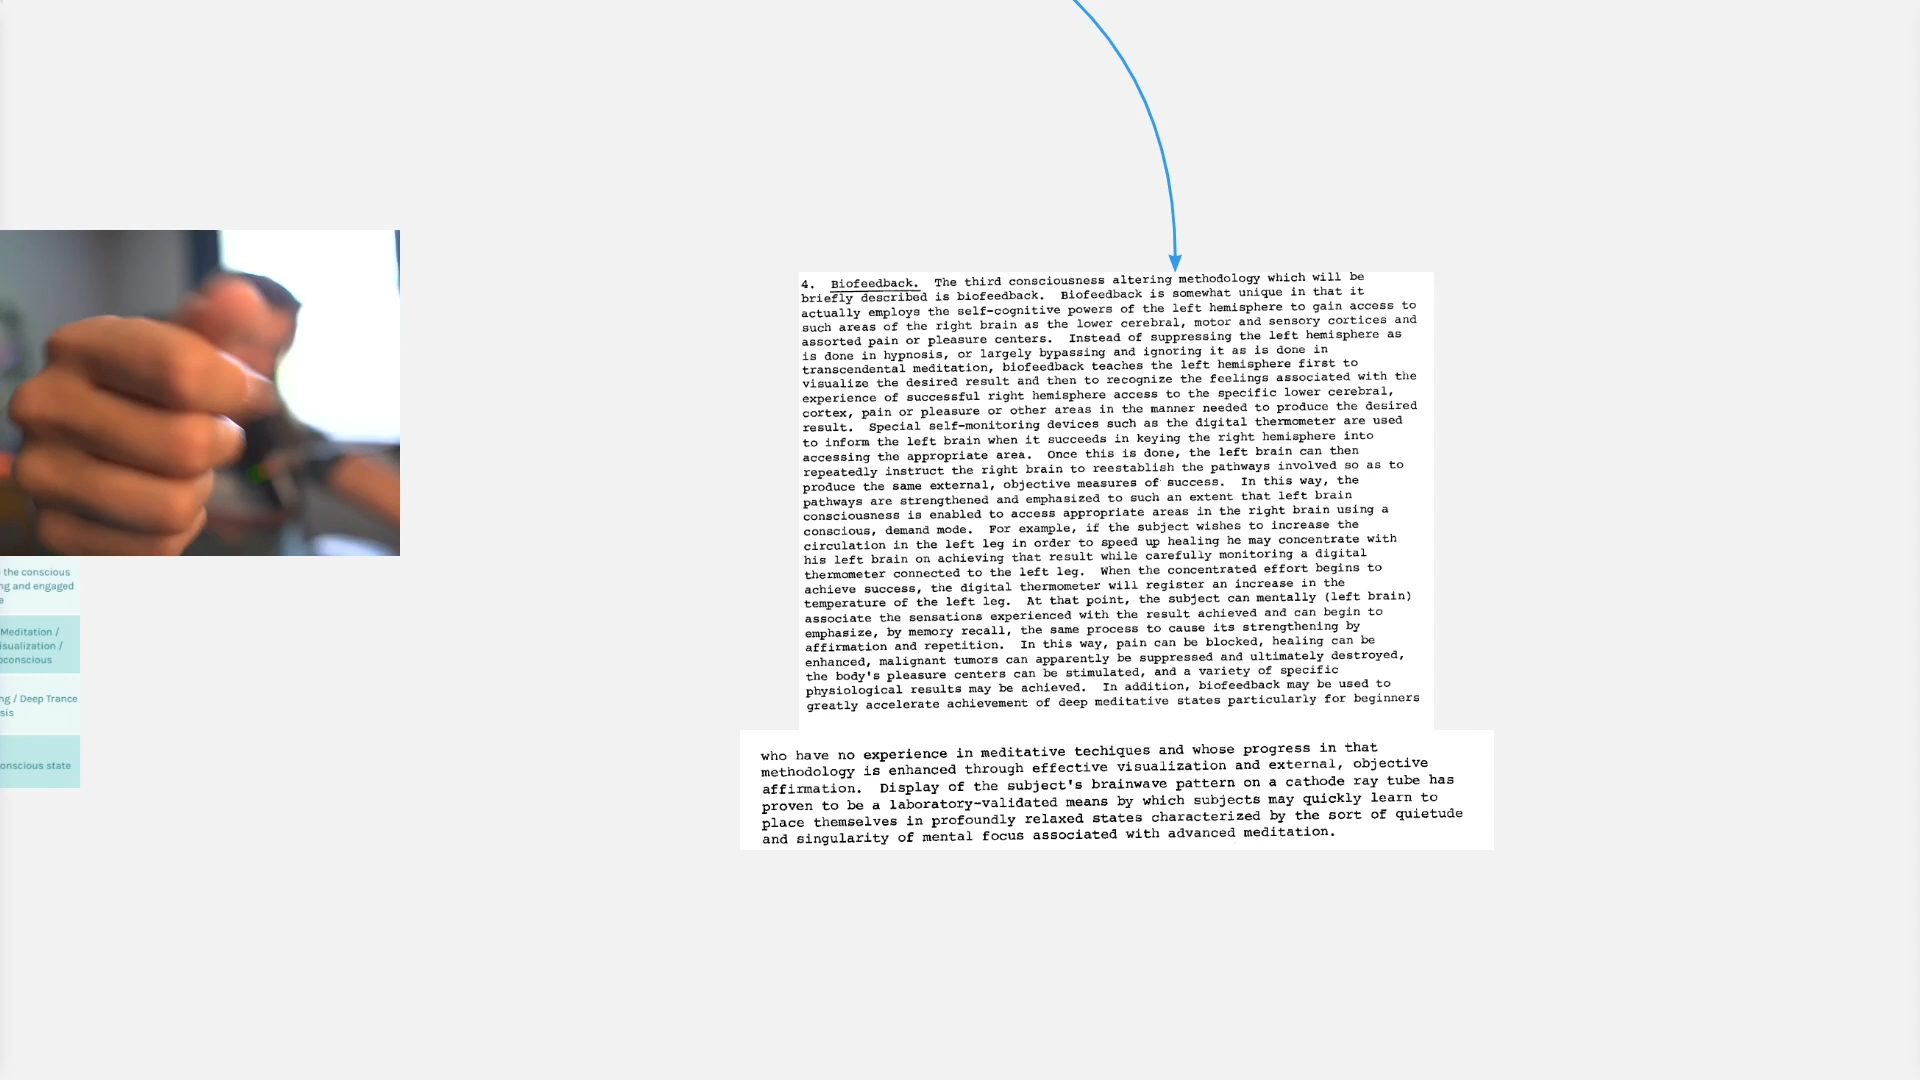 4. Biofeedback. The third consciousness altering methodology which will be
briefly described is biofeedback. Biofeedback is somewhat unique in that it
actually employs the self-cognitive powers of the left hemisphere to gain access to
such areas of the right brain as the lower cerebral, motor and sensory cortices and
assorted pain or pleasure centers. Instead of suppressing the left hemisphere as
is done in hypnosis, or largely bypassing and ignoring it as is done in
transcendental meditation, biofeedback teaches the left hemisphere first to
visualize the desired result and then to recognize the feelings associated with the
experience of successful right hemisphere access to the specific lower cerebral,
cortex, pain or pleasure or other areas in the manner needed to produce the desired
result. Special self-monitoring devices such as the digital thermometer are used
to inform the left brain when it succeeds in keying the right hemisphere into
accessing the appropriate area. Once this is done, the left brain can then
repeatedly instruct the right brain to reestablish the pathways involved so as to
produce the same external, objective measures of success. In this way, the
pathways are strengthened and emphasized to such an extent that left brain
consciousness is enabled to access appropriate areas in the right brain using a
conscious, demand mode. For example, if the subject wishes to increase the
circulation in the left leg in order to speed up healing he may concentrate with
his left brain on achieving that result while carefully monitoring a digital
thermometer connected to the left leg. When the concentrated effort begins to
achieve success, the digital thermometer will register an increase in the
temperature of the left leg. At that point, the subject can mentally (left brain)
associate the sensations experienced with the result achieved and can begin to
emphasize, by memory recall, the same process to cause its strengthening by
affirmation and repetition. In this way, pain can be blocked, healing can be
enhanced, malignant tumors can apparently be suppressed and ultimately destroyed,
the body's pleasure centers can be stimulated, and a variety of specific
physiological results may be achieved. In addition, biofeedback may be used to
greatly accelerate achievement of deep meditative states particularly for beginners
who have no experience in meditative techiques and whose progress in that
methodology is enhanced through effective visualization and external, objective
affirmation. Display of the subject's brainwave pattern on a cathode ray tube has
proven to be a laboratory-validated means by which subjects may quickly learn to
place themselves in profoundly relaxed states characterized by the sort of quietude
and singularity of mental focus associated with advanced meditation.
the conscious
ng and engaged
e
Meditation /
isualization /
oconscious
ng / Deep Trance
sis
onscious state